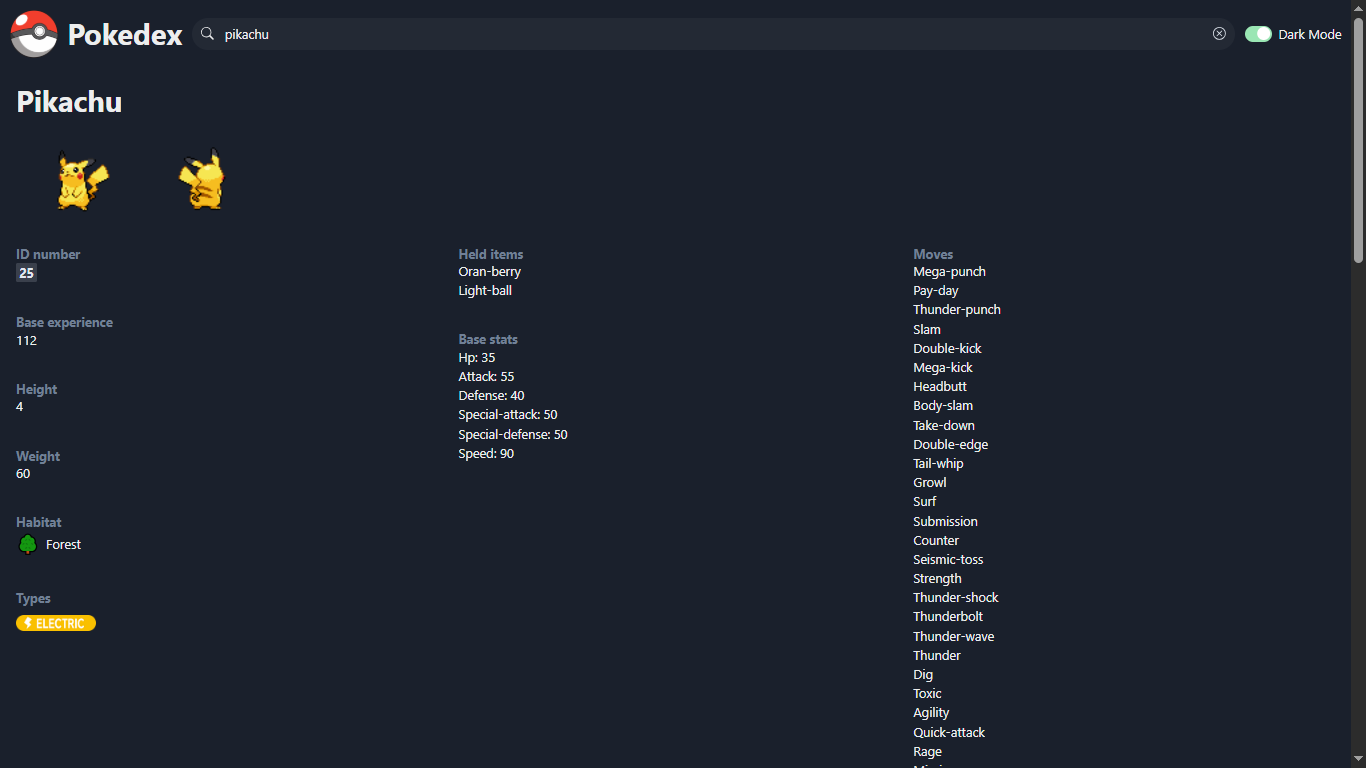 Pokedex
pikachu
Dark Mode
Pikachu
ID number
25
Base experience
112
Height
4
Weight
60
Habitat
Forest
Types
ELECTRIC
Held items
Oran-berry
Light-ball
Base stats
Hp: 35
Attack: 55
Defense: 40
Special-attack: 50
Special-defense: 50
Speed: 90
Moves
Mega-punch
Pay-day
Thunder-punch
Slam
Double-kick
Mega-kick
Headbutt
Body-slam
Take-down
Double-edge
Tail-whip
Growl
Surf
Submission
Counter
Seismic-toss
Strength
Thunder-shock
Thunderbolt
Thunder-wave
Thunder
Dig
Toxic
Agility
Quick-attack
Rage